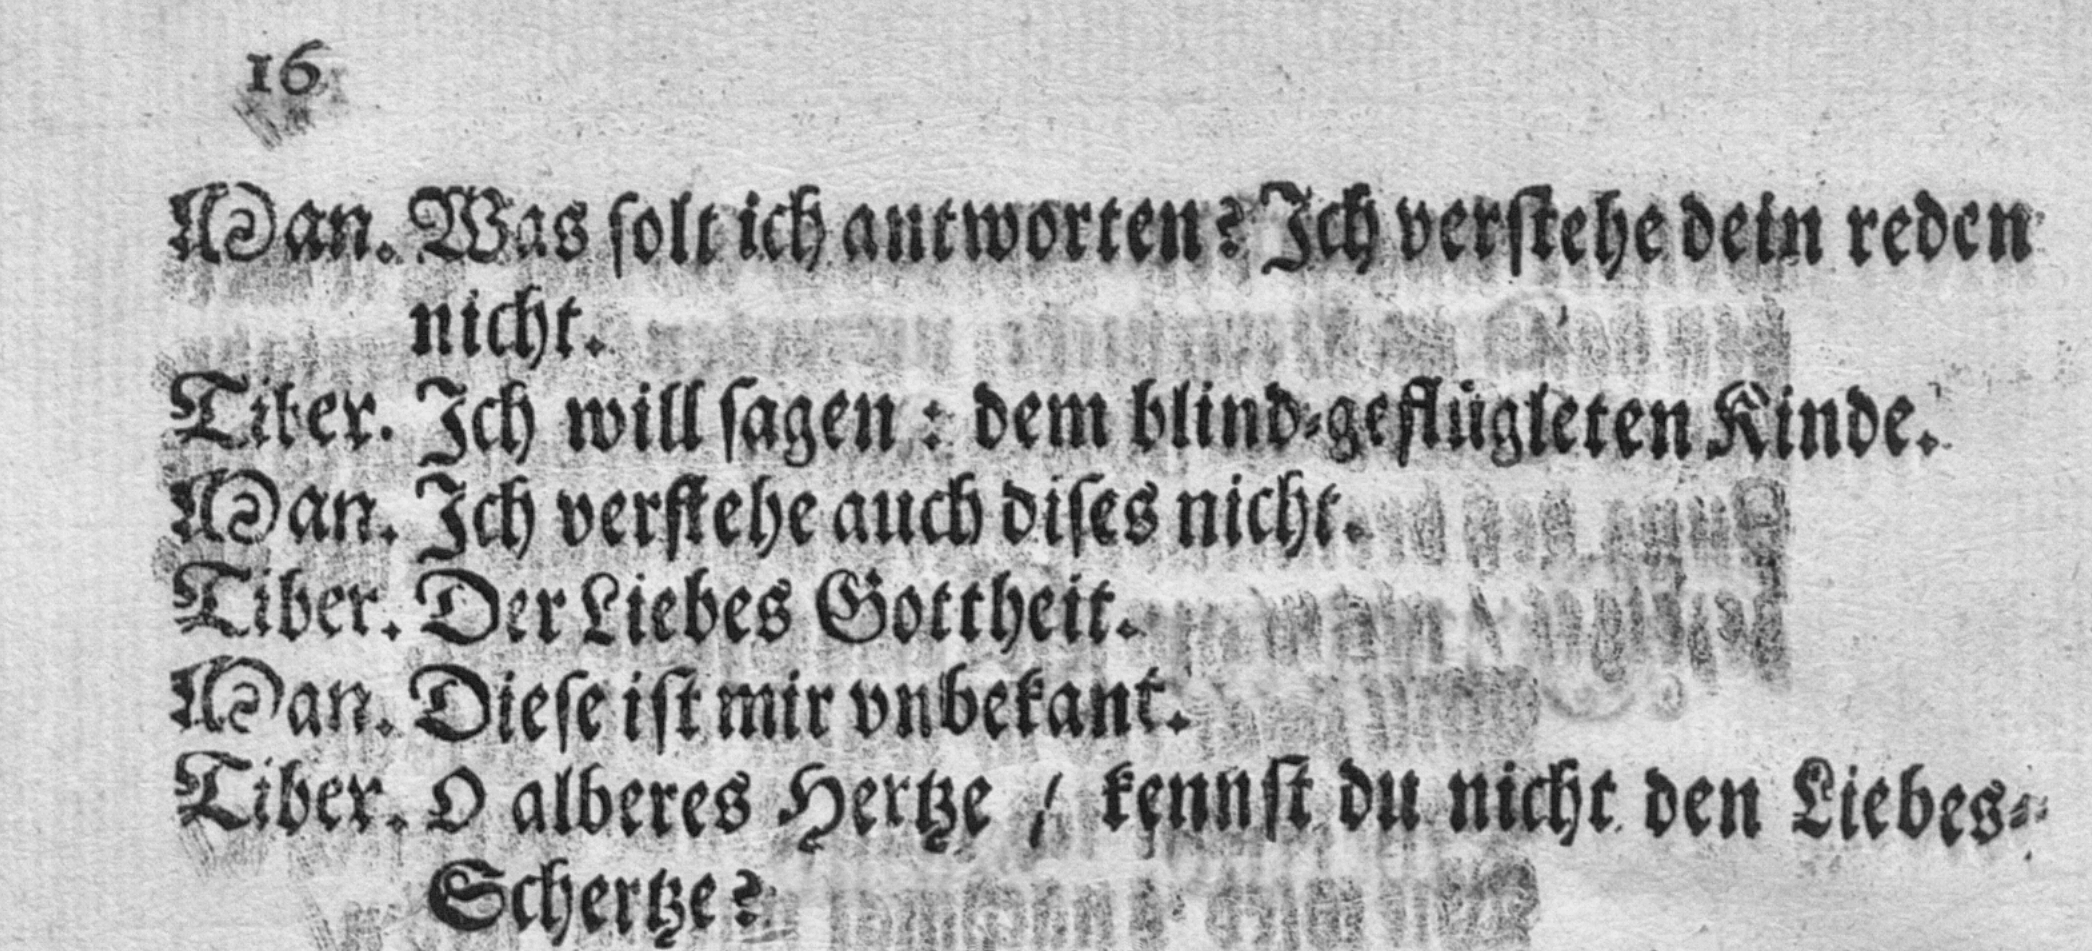 16
Man. Was ſolt ich antworten? Ich verſtehe dein reden
nicht.
Tiber. Ich will ſagen: dem blind-geflügleten Kinde.
Man. Ich verſtehe auch diſes nicht.
Tiber. Der Liebes Gottheit.
Man. Dieſe iſt mir vnbekant.
Tiber. O alberes Hertze / kennſt du nicht den Liebes-
Schertze?